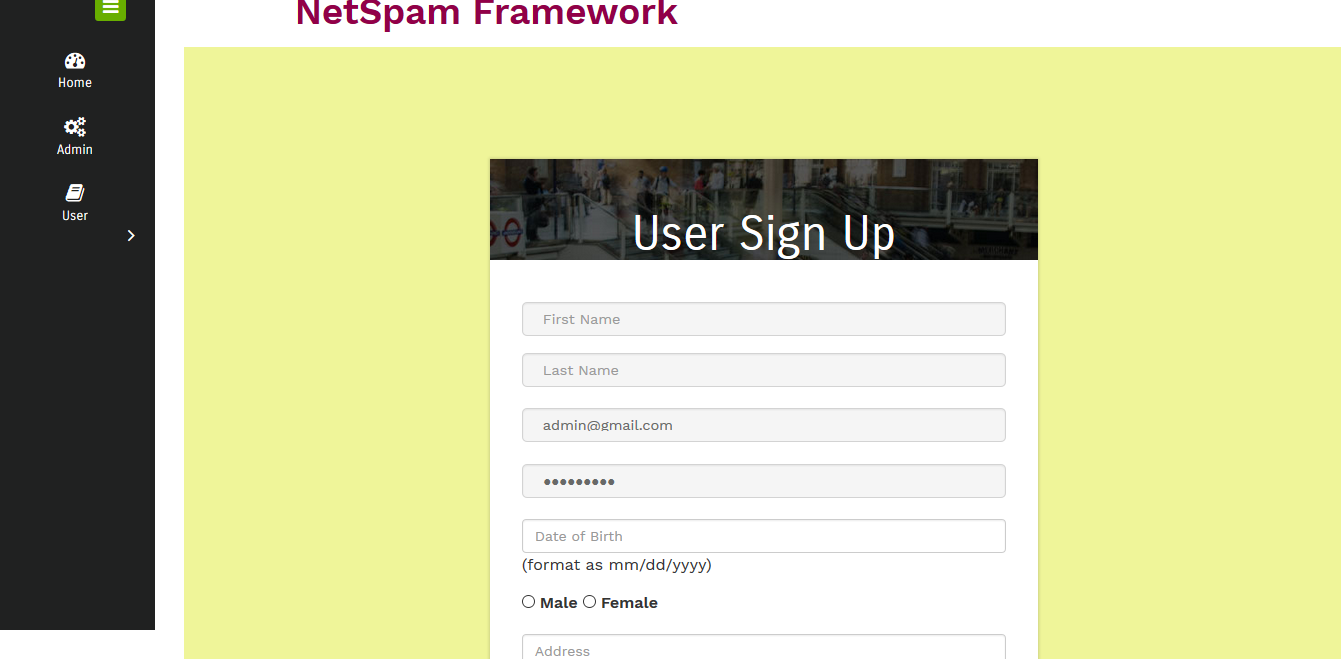 NetSpam Framework
Home
Admin
User
User Sign Up
First Name
Last Name
admin@gmail.com
•••••••••
Date of Birth
(format as mm/dd/yyyy)
Male Female
Address